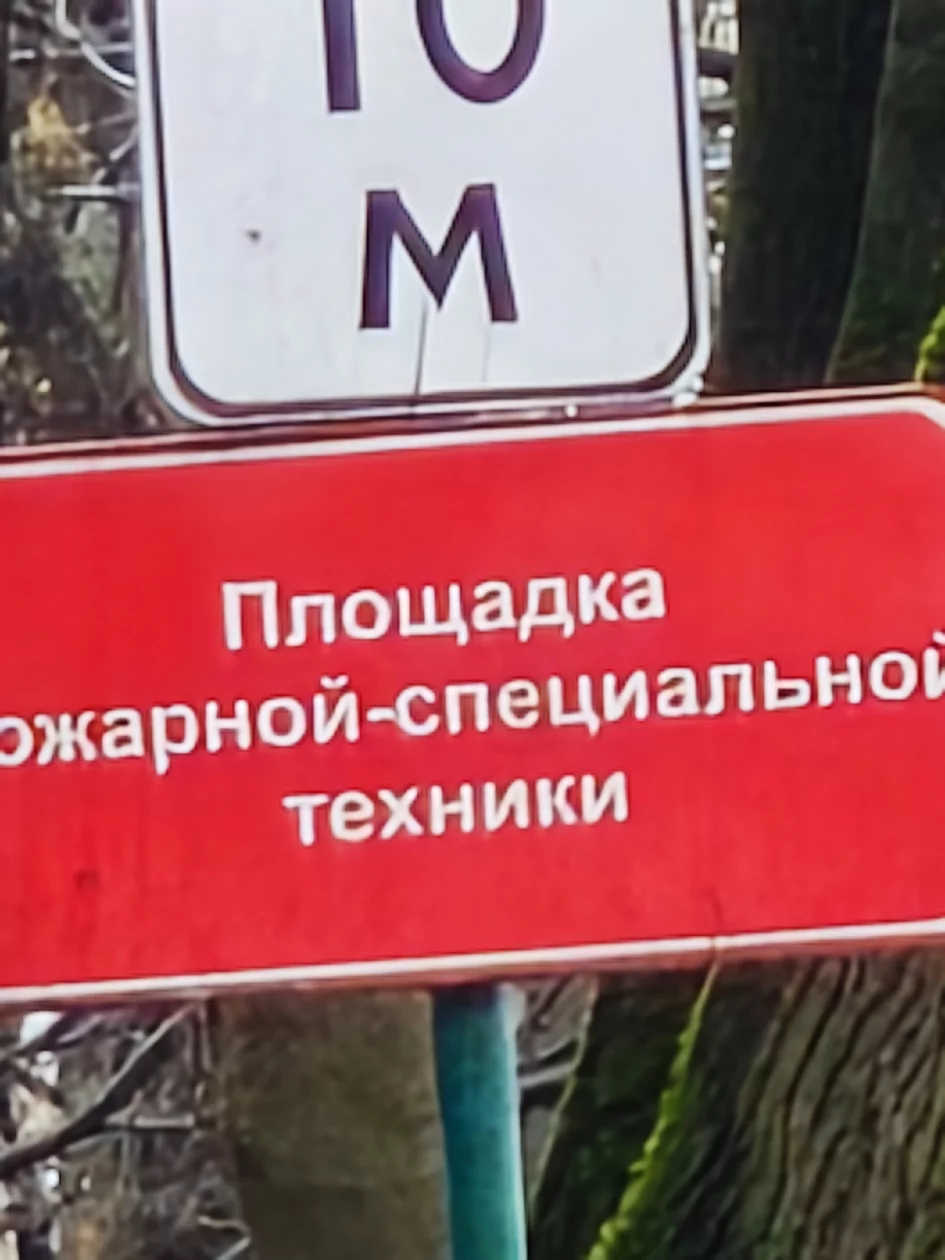 10
м
Площадка
ожарной-специальной
техники